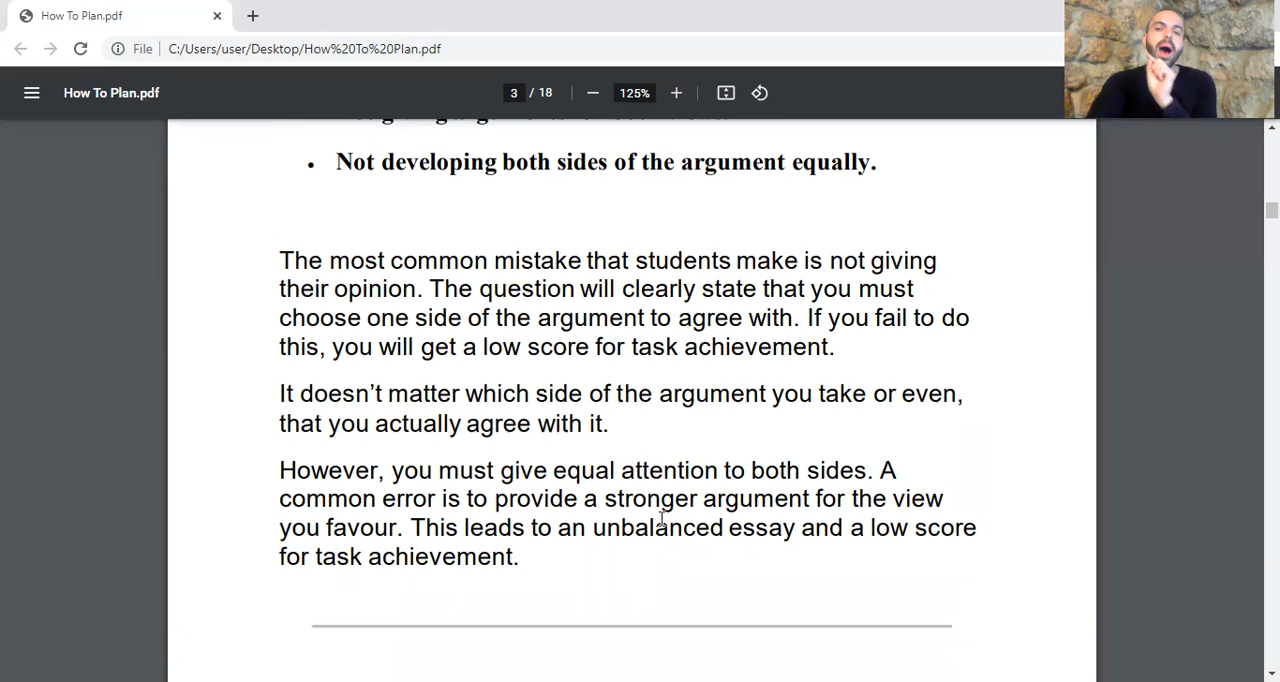 How To Plan.pdf
File
C:/Users/user/Desktop/How%20To%20Plan.pdf
How To Plan.pdf
3 / 18
125%
• Not developing both sides of the argument equally.
The most common mistake that students make is not giving
their opinion. The question will clearly state that you must
choose one side of the argument to agree with. If you fail to do
this, you will get a low score for task achievement.
It doesn’t matter which side of the argument you take or even,
that you actually agree with it.
However, you must give equal attention to both sides. A
common error is to provide a stronger argument for the view
you favour. This leads to an unbalanced essay and a low score
for task achievement.